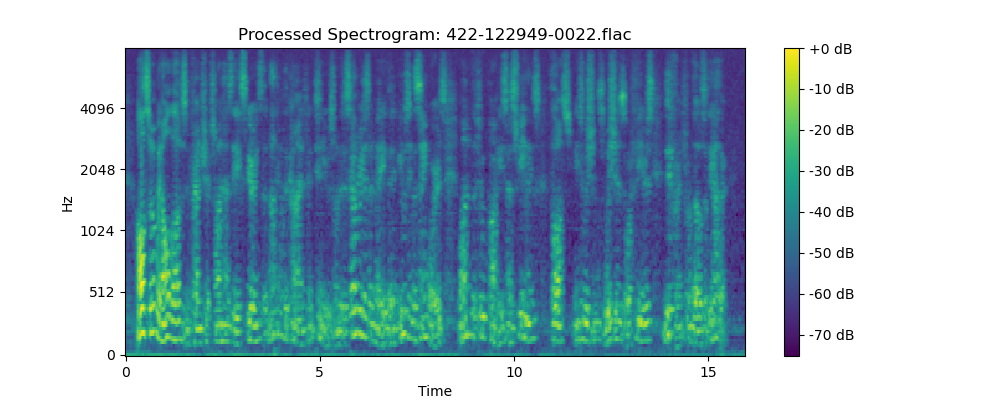 Processed Spectrogram: 422-122949-0022.flac
+0 dB
4096
-10 dB
-20 dB
2048
-30 dB
Hz
1024
-40 dB
-50 dB
512
-60 dB
-70 dB
0
0 5 10 15
Time